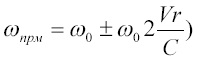 ω_прм = ω_0 ± ω_0 2 Vr/C )